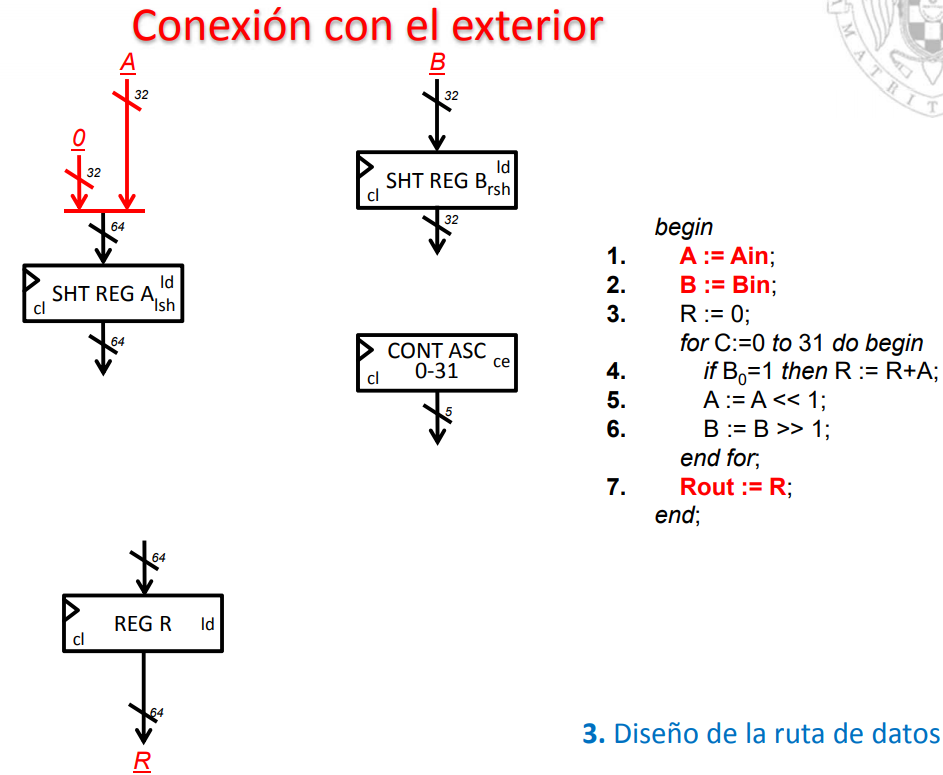 Conexión con el exterior
A
32
0
32
64
SHT REG A
ld
lsh
cl
64
B
32
SHT REG B
ld
rsh
cl
32
CONT ASC
0-31
ce
cl
5
64
REG R
ld
cl
64
R
begin
1. A := Ain;
2. B := Bin;
3. R := 0;
for C:=0 to 31 do begin
4. if B0=1 then R := R+A;
5. A := A << 1;
6. B := B >> 1;
end for;
7. Rout := R;
end;
3. Diseño de la ruta de datos
MATRIT